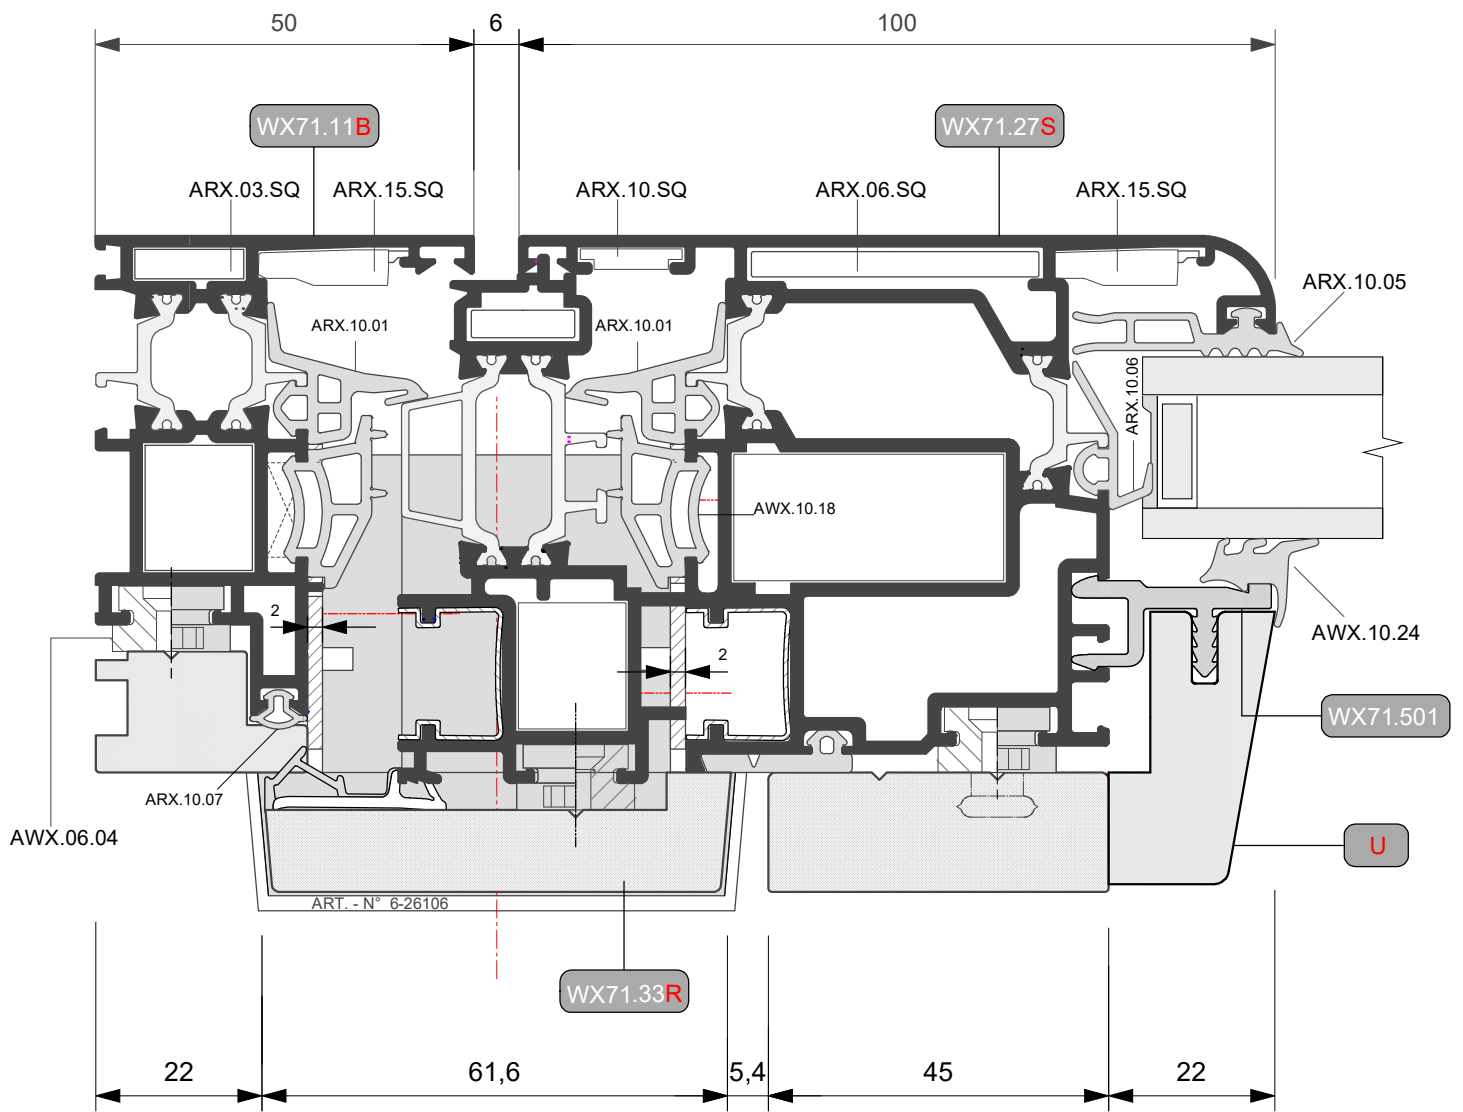 50 6 100
WX71.11B WX71.27S
ARX.03.SQ ARX.15.SQ ARX.10.SQ ARX.06.SQ ARX.15.SQ
ARX.10.05
ARX.10.01 ARX.10.01
ARX.10.06
AWX.10.18
2
AWX.10.24
2
WX71.501
ARX.10.07
AWX.06.04
U
ART. - N° 6-26106
WX71.33R
22 61,6 5,4 45 22